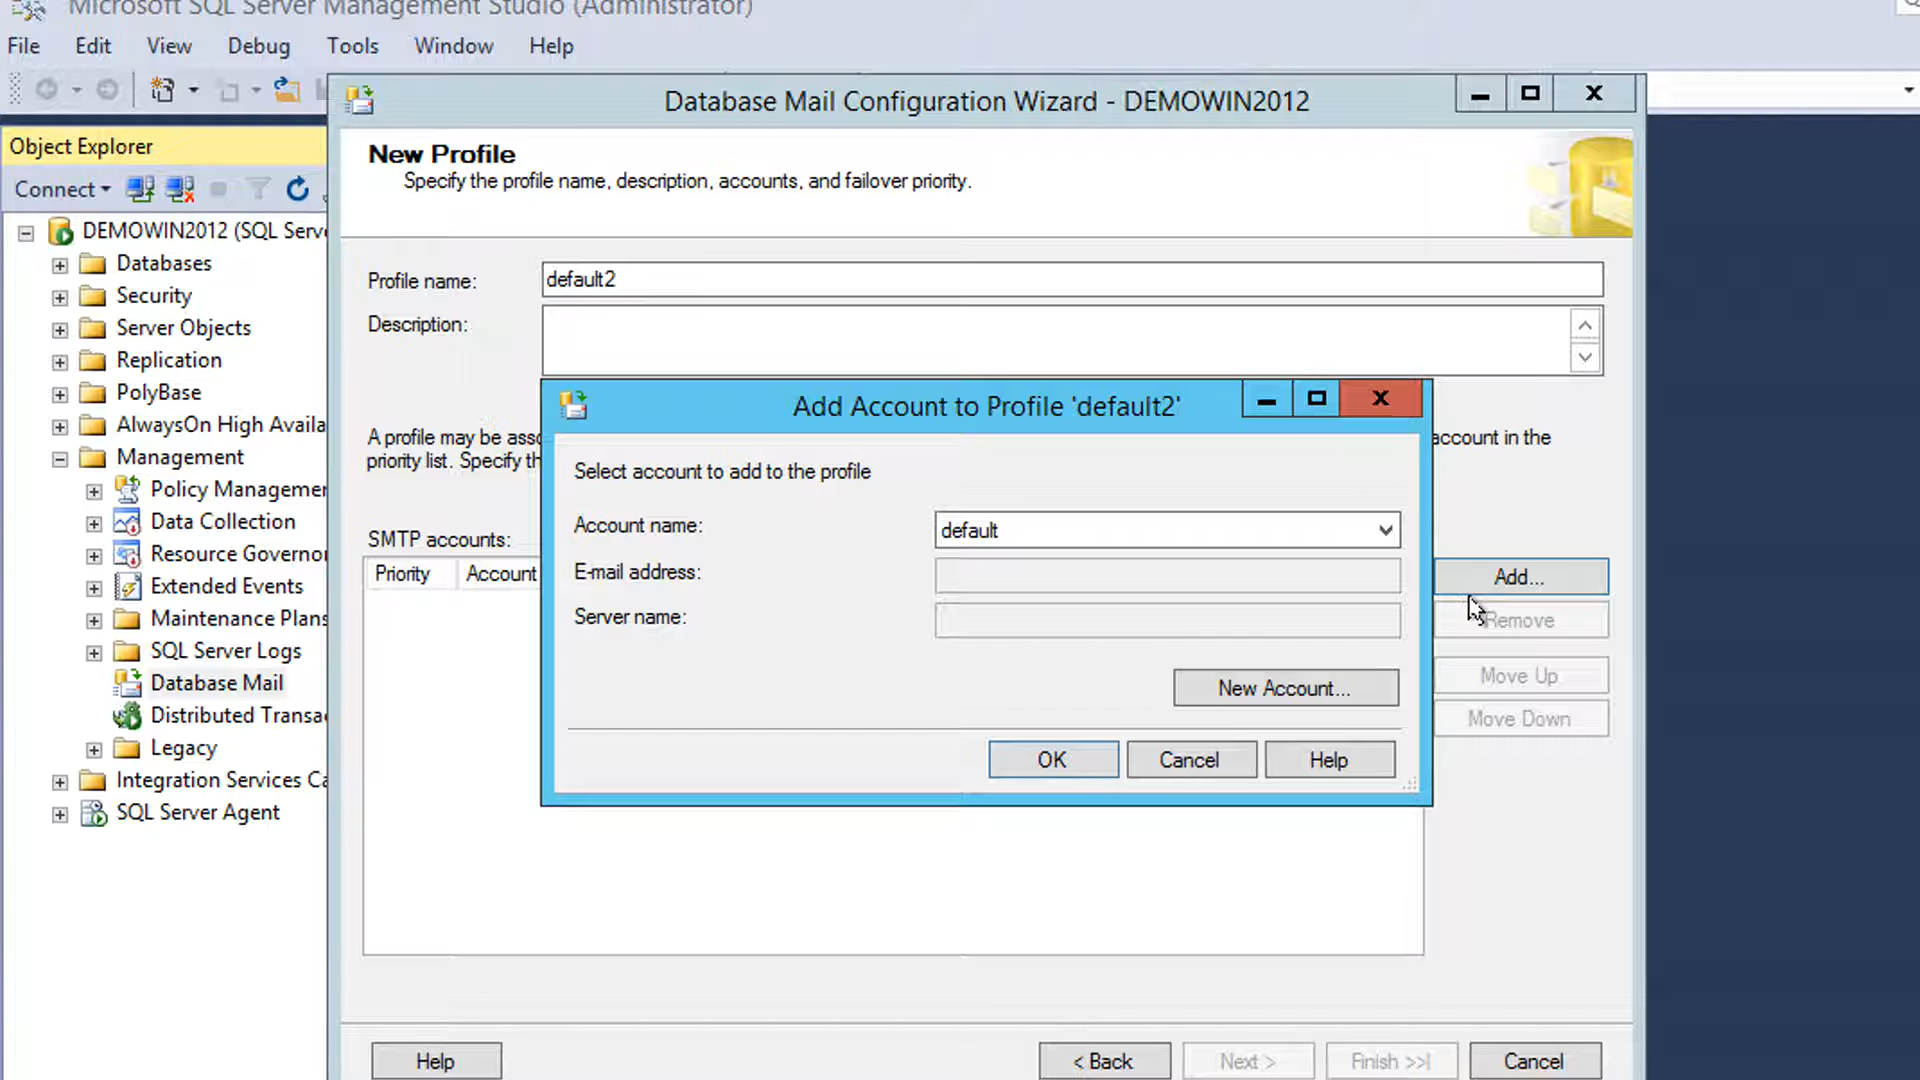 Microsoft SQL Server Management Studio (Administrator)
File Edit View Debug Tools Window Help
Database Mail Configuration Wizard - DEMOWIN2012
Object Explorer
Connect
New Profile
Specify the profile name, description, accounts, and failover priority.
DEMOWIN2012 (SQL Serv
Databases
Security
Server Objects
Replication
PolyBase
AlwaysOn High Availa
Management
Policy Managemen
Data Collection
Resource Governo
Extended Events
Maintenance Plans
SQL Server Logs
Database Mail
Distributed Transa
Legacy
Integration Services Ca
SQL Server Agent
Profile name: default2
Description:
A profile may be asso
account in the
priority list. Specify th
SMTP accounts:
Priority Account
Add...
Remove
Move Up
Move Down
Add Account to Profile 'default2'
Select account to add to the profile
Account name: default
E-mail address:
Server name:
New Account...
OK Cancel Help
Help < Back Next > Finish >>| Cancel